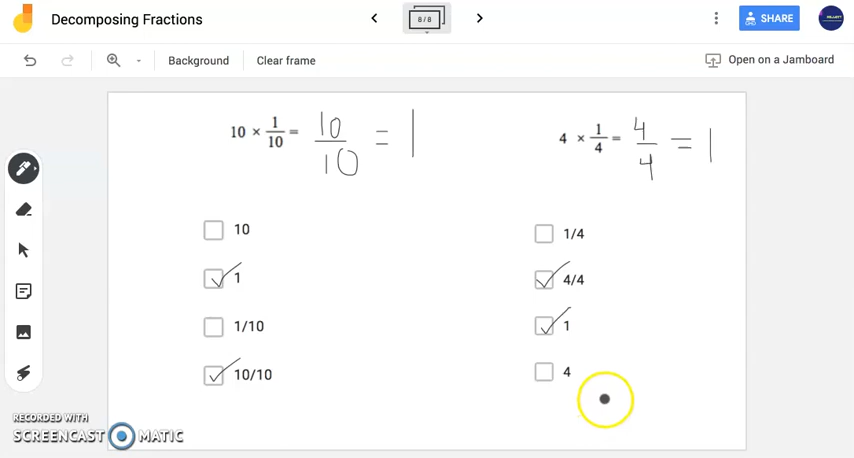 Decomposing Fractions
8/8
SHARE
Background
Clear frame
Open on a Jamboard
10 × 1/10 = 10/10 = 1
4 × 1/4 = 4/4 = 1
10
1
1/10
10/10
1/4
4/4
1
4
RECORDED WITH
SCREENCAST MATIC